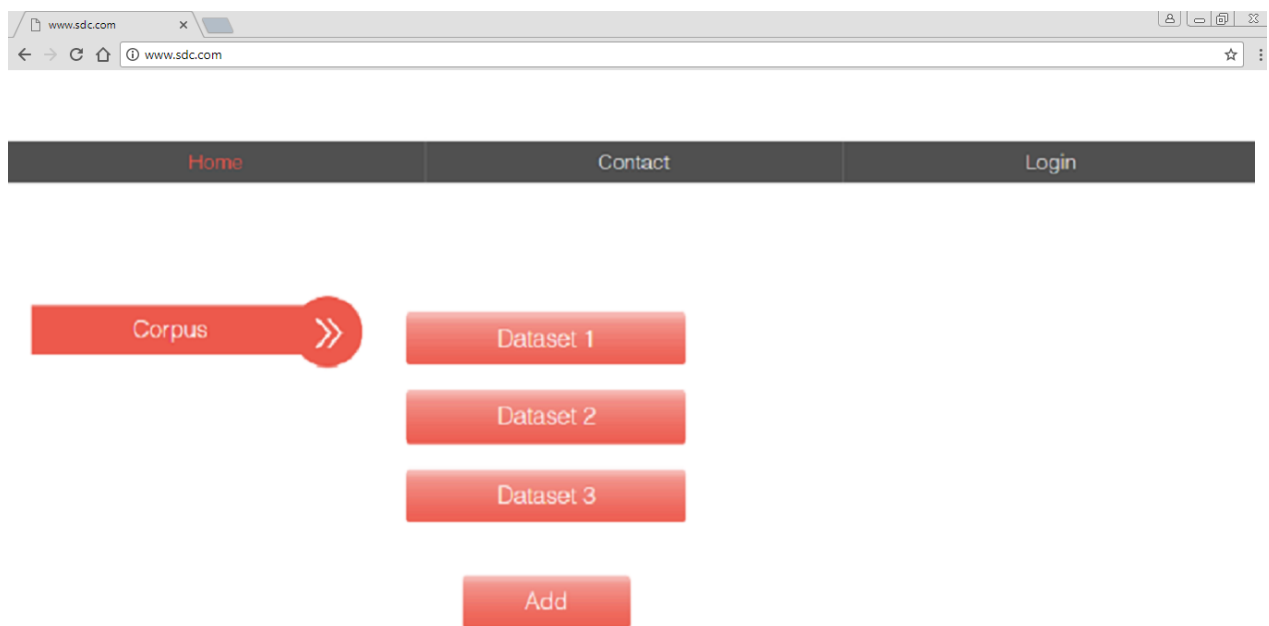 www.sdc.com
www.sdc.com
Home Contact Login
Corpus
Dataset 1
Dataset 2
Dataset 3
Add